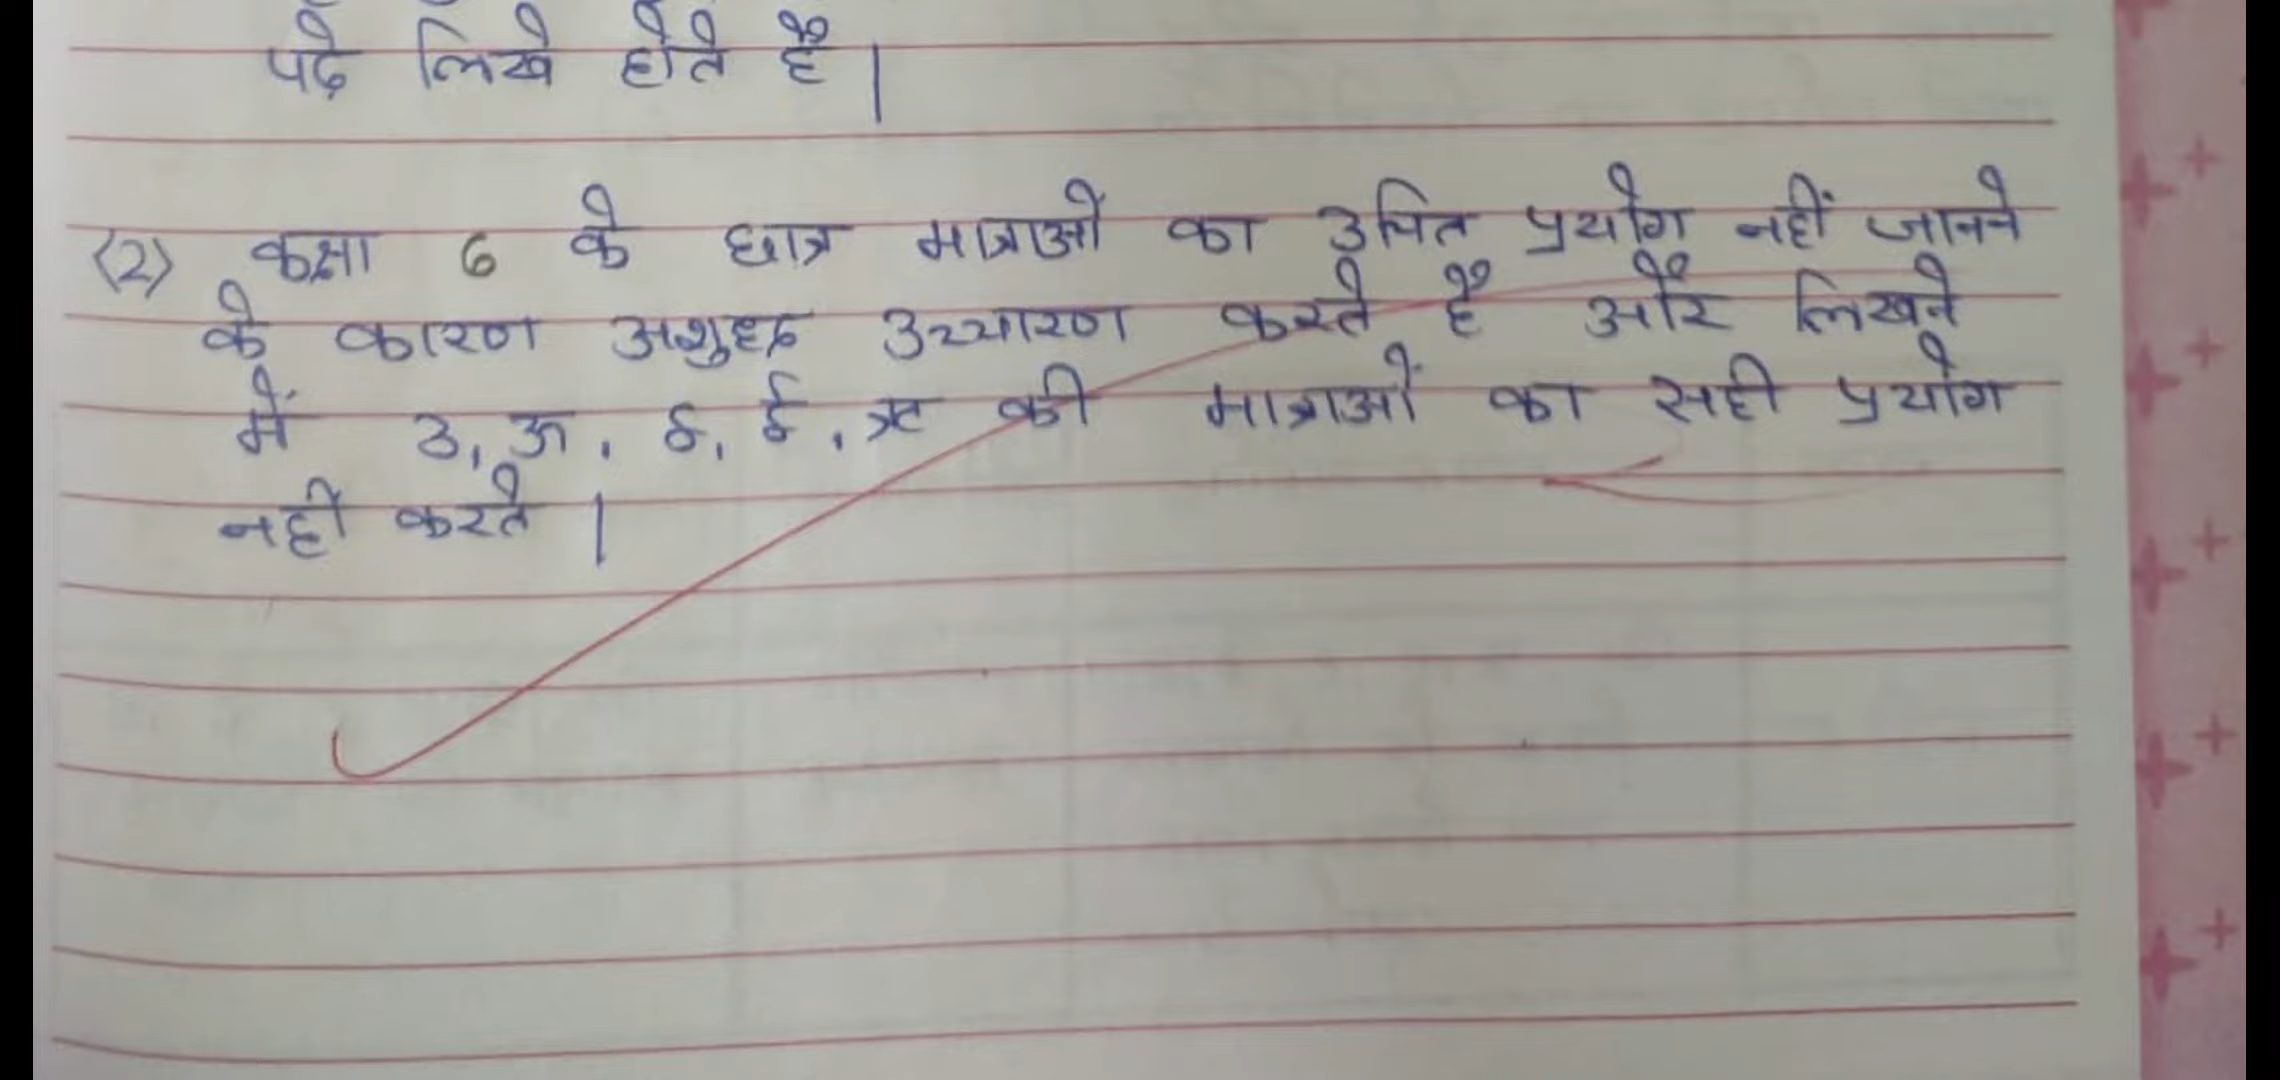 पढे लिखे होते है |
(2) कक्षा 6 के छात्र मात्राओं का उचित प्रयोग नहीं जानने
के कारण अशुद्ध उच्चारण करते है और लिखने
में उ, ऊ, इ, ई, ऋ की मात्राओं का सही प्रयोग
नही करते |